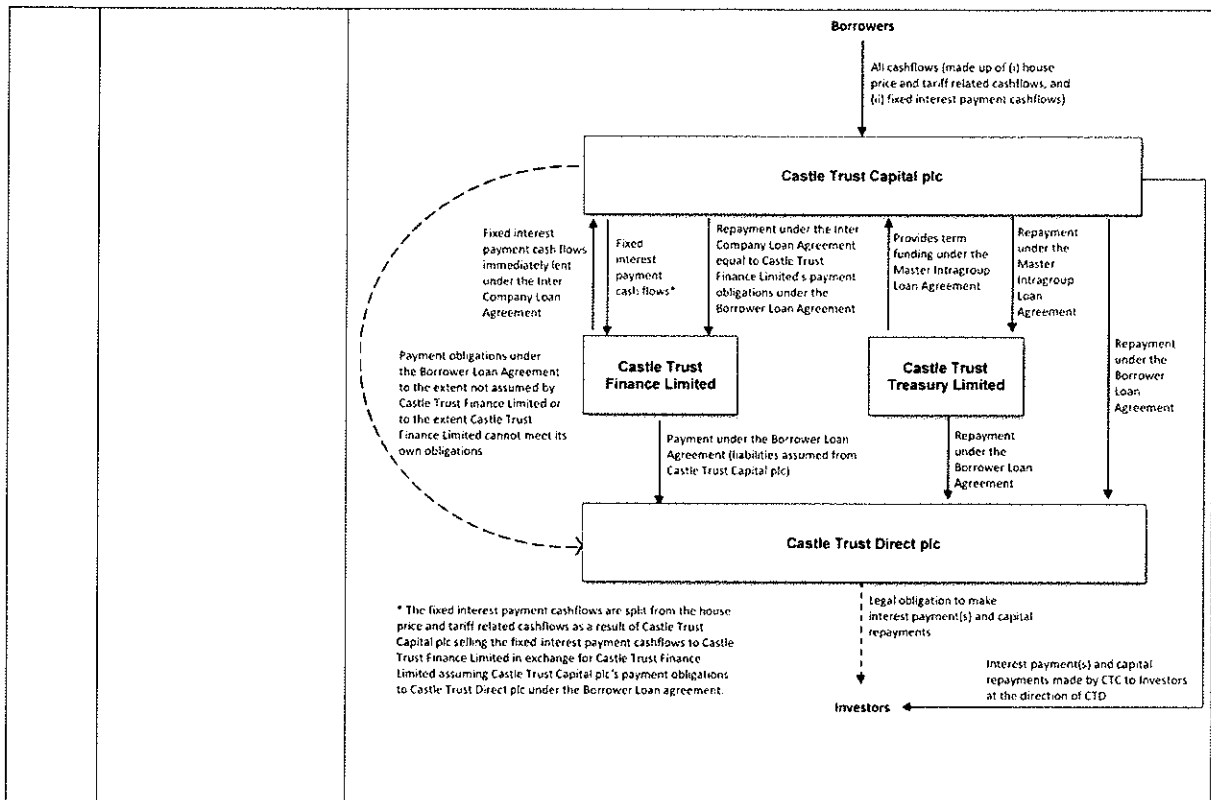 Borrowers
All cashflows (made up of (i) house
price and tariff related cashflows, and
(ii) fixed interest payment cashflows)
Castle Trust Capital plc
Fixed interest
payment cash flows
immediately lent
under the Inter
Company Loan
Agreement
Fixed
interest
payment
cash flows*
Repayment under the Inter
Company Loan Agreement
equal to Castle Trust
Finance Limited's payment
obligations under the
Borrower Loan Agreement
Provides term
funding under the
Master Intragroup
Loan Agreement
Repayment
under the
Master
Intragroup
Loan
Agreement
Repayment
under the
Borrower
Loan
Agreement
Payment obligations under
the Borrower Loan Agreement
to the extent not assumed by
Castle Trust Finance Limited or
to the extent Castle Trust
Finance Limited cannot meet its
own obligations
Castle Trust
Finance Limited
Castle Trust
Treasury Limited
Payment under the Borrower Loan
Agreement (liabilities assumed from
Castle Trust Capital plc)
Repayment
under the
Borrower Loan
Agreement
Castle Trust Direct plc
* The fixed interest payment cashflows are split from the house
price and tariff related cashflows as a result of Castle Trust
Capital plc selling the fixed interest payment cashflows to Castle
Trust Finance Limited in exchange for Castle Trust Finance
Limited assuming Castle Trust Capital plc's payment obligations
to Castle Trust Direct plc under the Borrower Loan agreement.
Legal obligation to make
interest payment(s) and capital
repayments
Interest payment(s) and capital
repayments made by CTC to Investors
at the direction of CTD
Investors